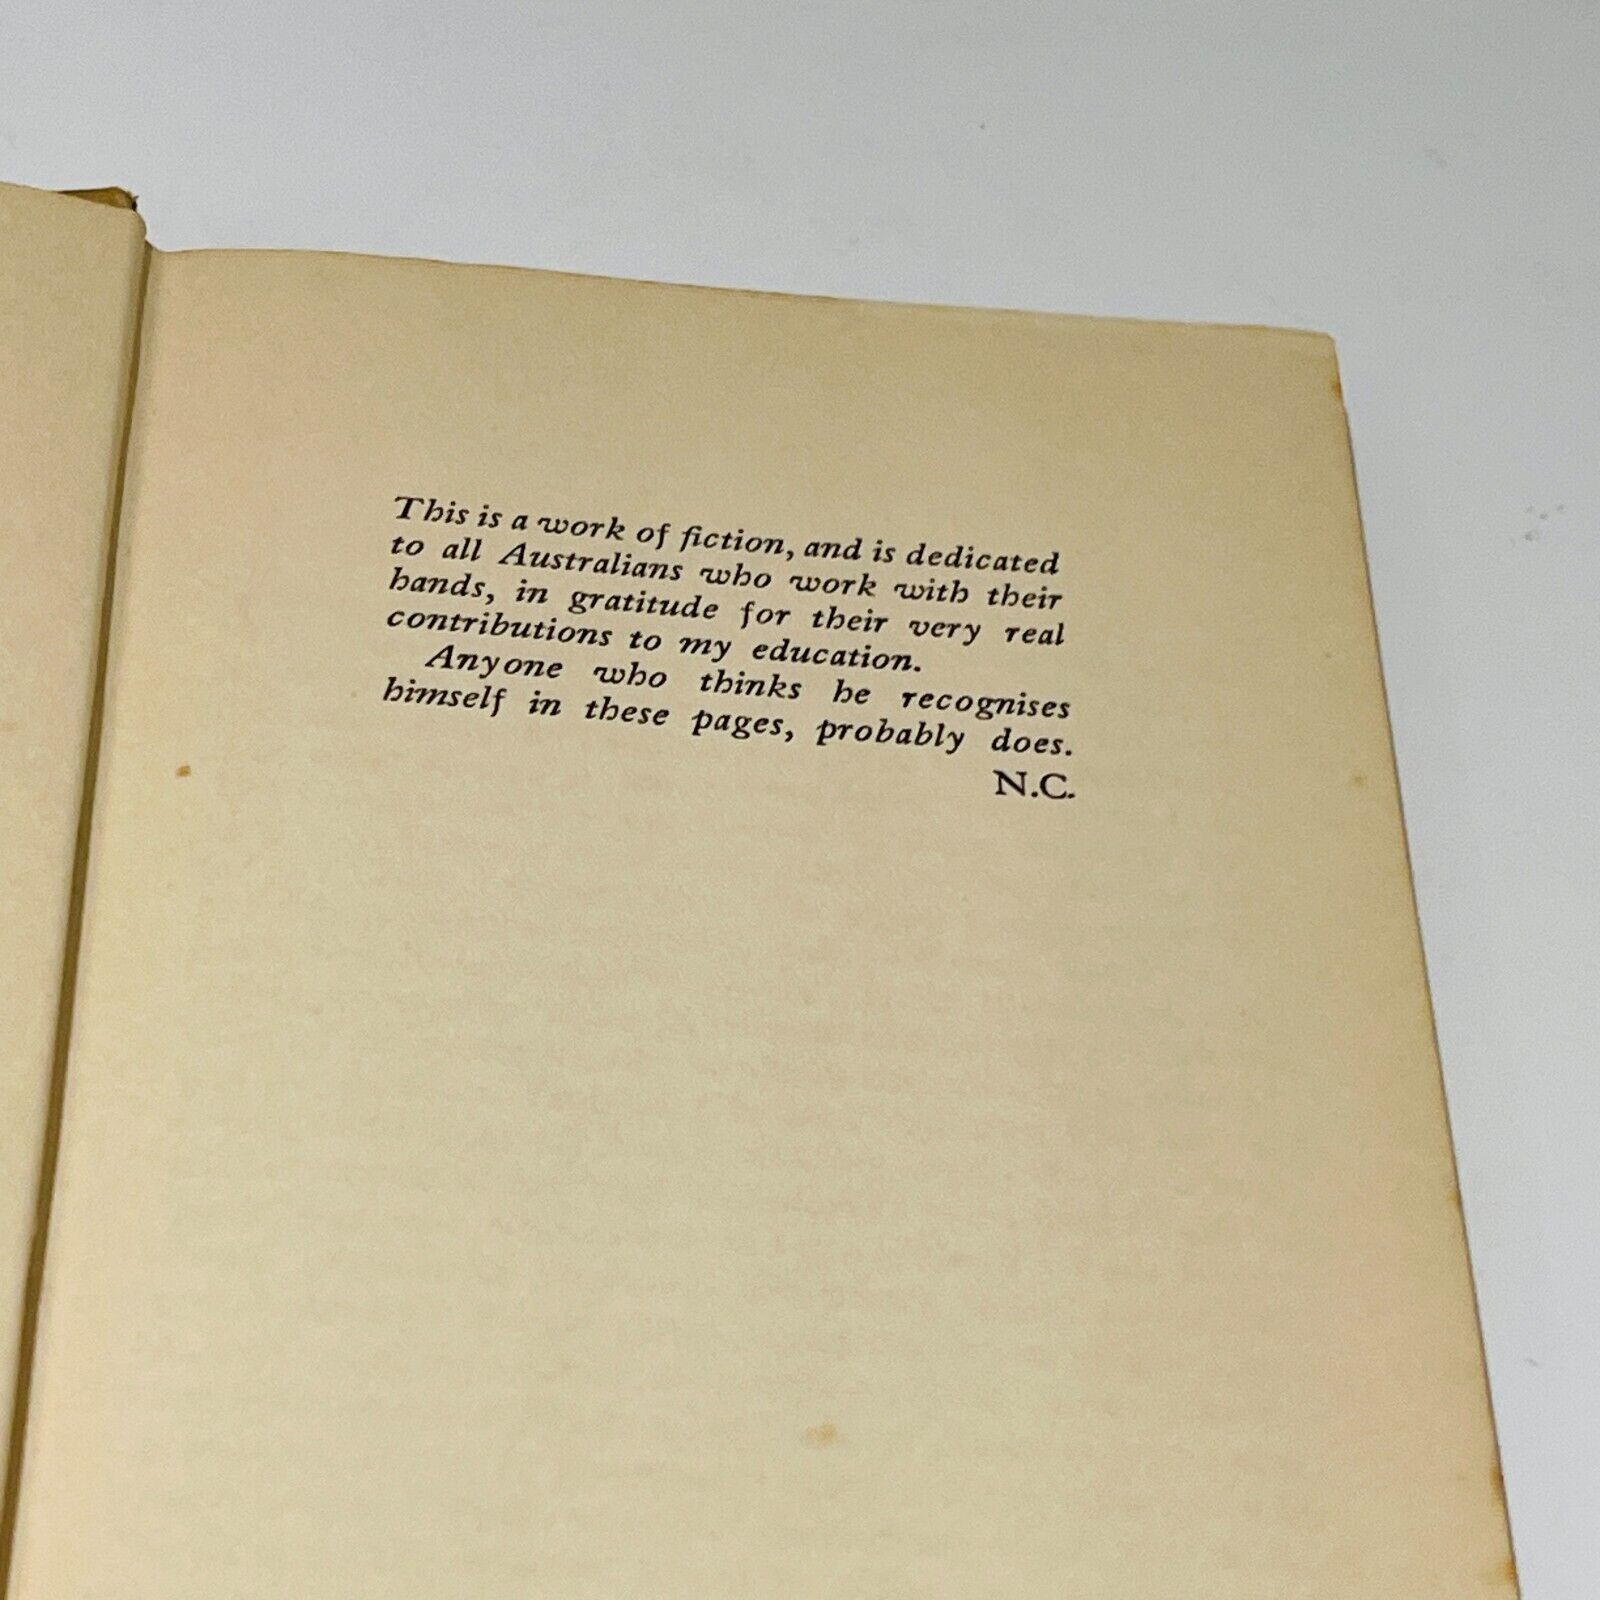 This is a work of fiction, and is dedicated
to all Australians who work with their
hands, in gratitude for their very real
contributions to my education.
Anyone who thinks he recognises
himself in these pages, probably does.
N.C.